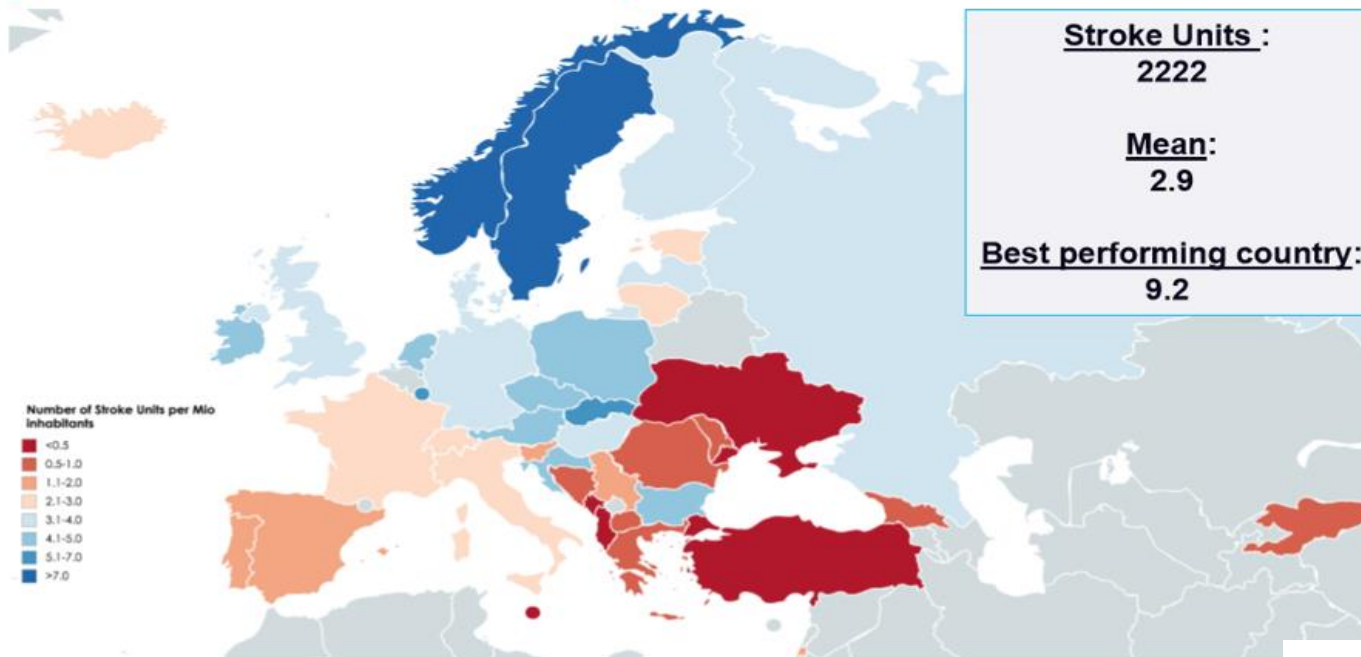 Stroke Units :
2222
Mean:
2.9
Best performing country:
9.2
Number of Stroke Units per Mio
inhabitants
<0.5
0.5-1.0
1.1-2.0
2.1-3.0
3.1-4.0
4.1-5.0
5.1-7.0
>7.0